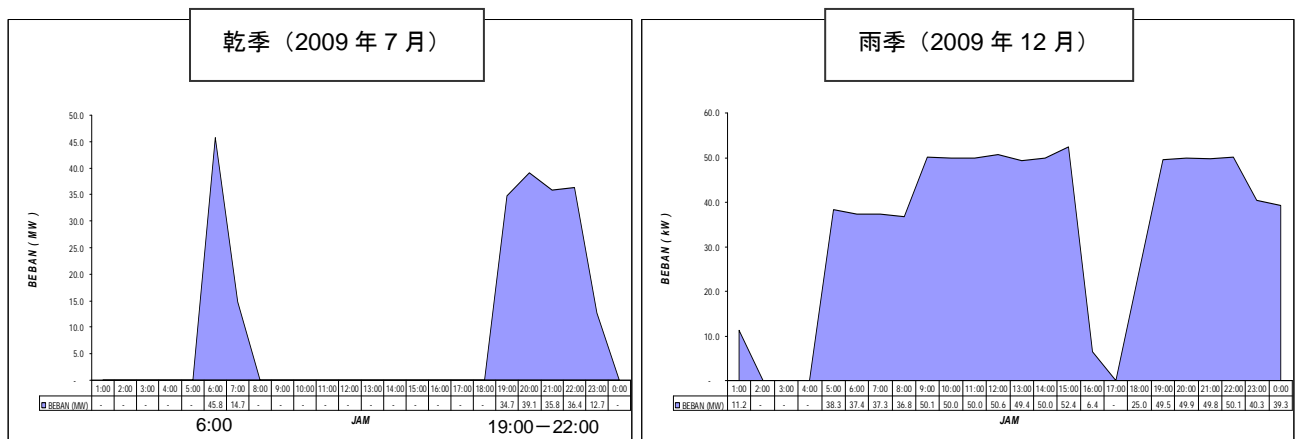 乾季（2009 年 7 月）
BEBAN ( MW )
50.0
45.0
40.0
35.0
30.0
25.0
20.0
15.0
10.0
5.0
-
1:00 2:00 3:00 4:00 5:00 6:00 7:00 8:00 9:00 10:00 11:00 12:00 13:00 14:00 15:00 16:00 17:00 18:00 19:00 20:00 21:00 22:00 23:00 0:00
BEBAN (MW) - - - - - 45.8 14.7 - - - - - - - - - - - 34.7 39.1 35.8 36.4 12.7 -
6:00 JAM 19:00－22:00
雨季（2009 年 12 月）
BEBAN ( kW )
60.0
50.0
40.0
30.0
20.0
10.0
-
1:00 2:00 3:00 4:00 5:00 6:00 7:00 8:00 9:00 10:00 11:00 12:00 13:00 14:00 15:00 16:00 17:00 18:00 19:00 20:00 21:00 22:00 23:00 0:00
BEBAN (MW) 11.2 - - - 38.3 37.4 37.3 36.8 50.1 50.0 50.0 50.6 49.4 50.0 52.4 6.4 - 25.0 49.5 49.9 49.8 50.1 40.3 39.3
JAM